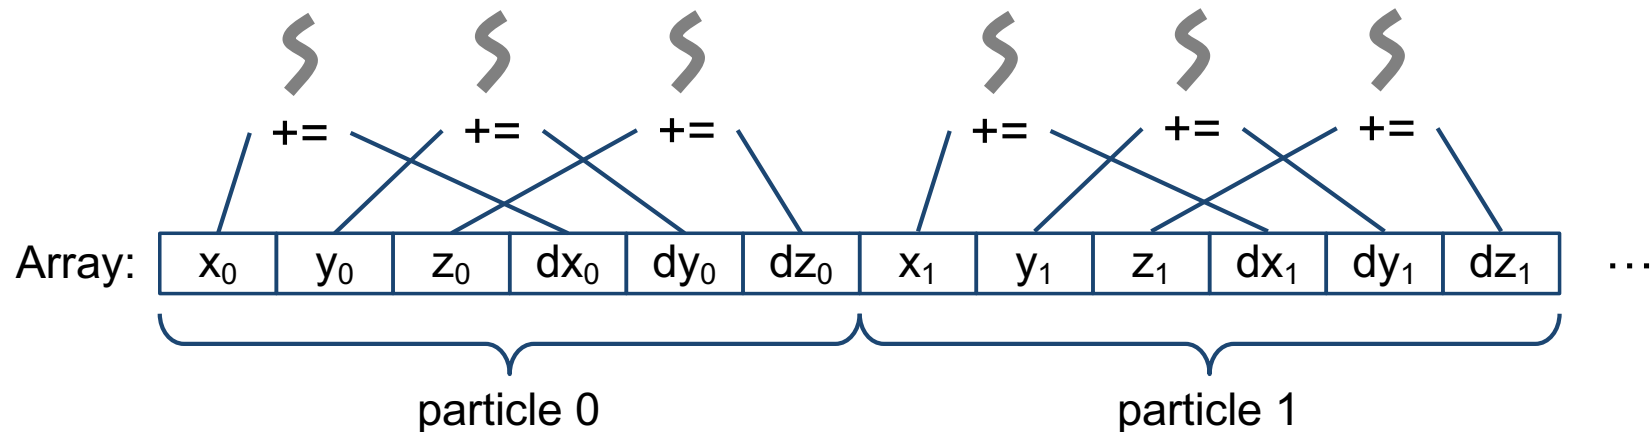 += += += += += +=
Array: x₀ y₀ z₀ dx₀ dy₀ dz₀ x₁ y₁ z₁ dx₁ dy₁ dz₁ …
particle 0 particle 1